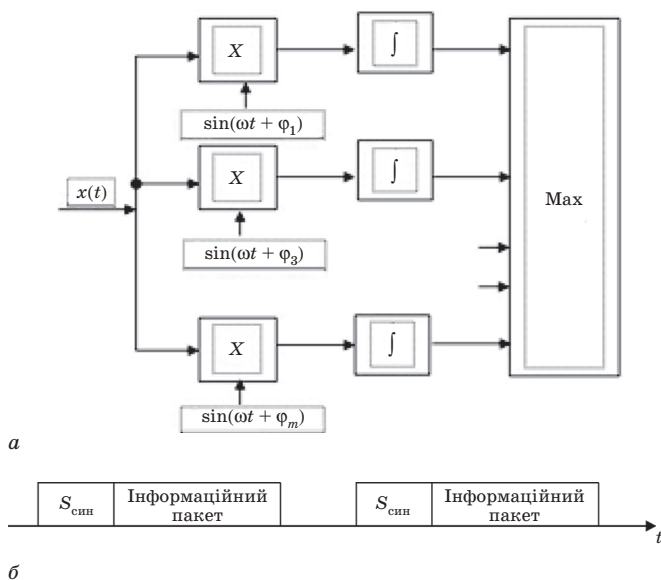 X
∫
sin(ωt + φ₁)
x(t)
X
∫
Max
sin(ωt + φ₃)
X
∫
sin(ωt + φₘ)
а
Sсин
Інформаційний
пакет
Sсин
Інформаційний
пакет
t
б